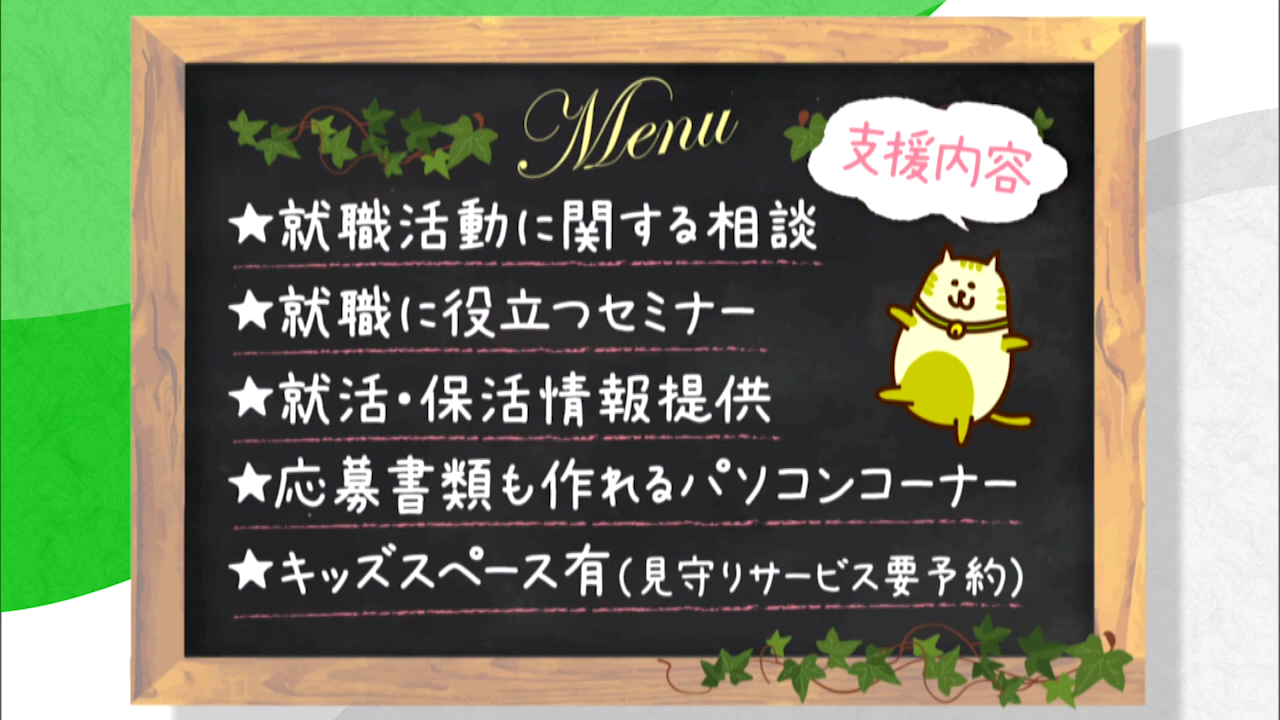 Menu
支援内容
★就職活動に関する相談
★就職に役立つセミナー
★就活・保活情報提供
★応募書類も作れるパソコンコーナー
★キッズスペース有(見守りサービス要予約)